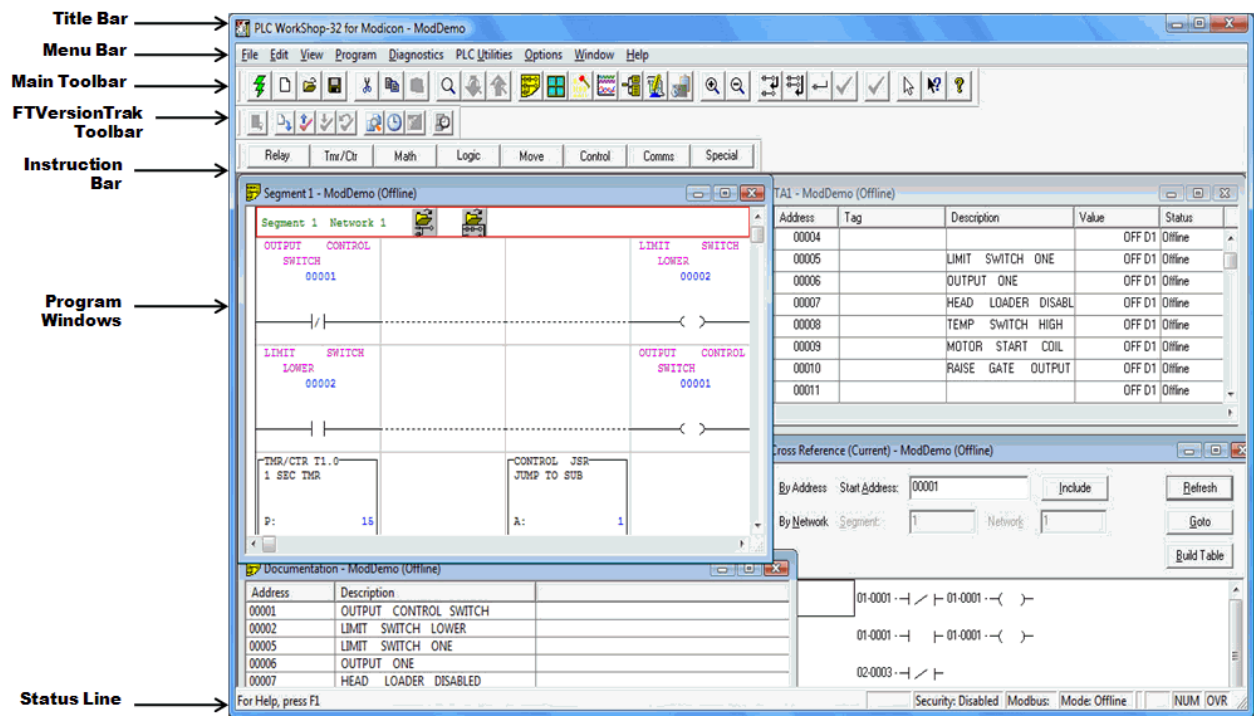 Title Bar
PLC WorkShop-32 for Modicon - ModDemo
Menu Bar
File Edit View Program Diagnostics PLC Utilities Options Window Help
Main Toolbar
FTVersionTrak
Toolbar
Instruction
Bar
Relay Tmr/Ctr Math Logic Move Control Comms Special
Program
Windows
Segment 1 - ModDemo (Offline)
Segment 1 Network 1
OUTPUT CONTROL
SWITCH
00001
LIMIT SWITCH
LOWER
00002
LIMIT SWITCH
LOWER
00002
OUTPUT CONTROL
SWITCH
00001
TMR/CTR T1.0
1 SEC TMR
P: 15
CONTROL JSR
JUMP TO SUB
A: 1
TA1 - ModDemo (Offline)
Address Tag Description Value Status
00004 OFF D1 Offline
00005 LIMIT SWITCH ONE OFF D1 Offline
00006 OUTPUT ONE OFF D1 Offline
00007 HEAD LOADER DISABL OFF D1 Offline
00008 TEMP SWITCH HIGH OFF D1 Offline
00009 MOTOR START COIL OFF D1 Offline
00010 RAISE GATE OUTPUT OFF D1 Offline
00011 OFF D1 Offline
Cross Reference (Current) - ModDemo (Offline)
By Address Start Address: 00001 Include Refresh
By Network Segment: 1 Network 1 Goto
Build Table
01-0001 01-0001
01-0001 01-0001
02-0003
Documentation - ModDemo (Offline)
Address Description
00001 OUTPUT CONTROL SWITCH
00002 LIMIT SWITCH LOWER
00005 LIMIT SWITCH ONE
00006 OUTPUT ONE
00007 HEAD LOADER DISABLED
Status Line
For Help, press F1
Security: Disabled Modbus: Mode: Offline NUM OVR